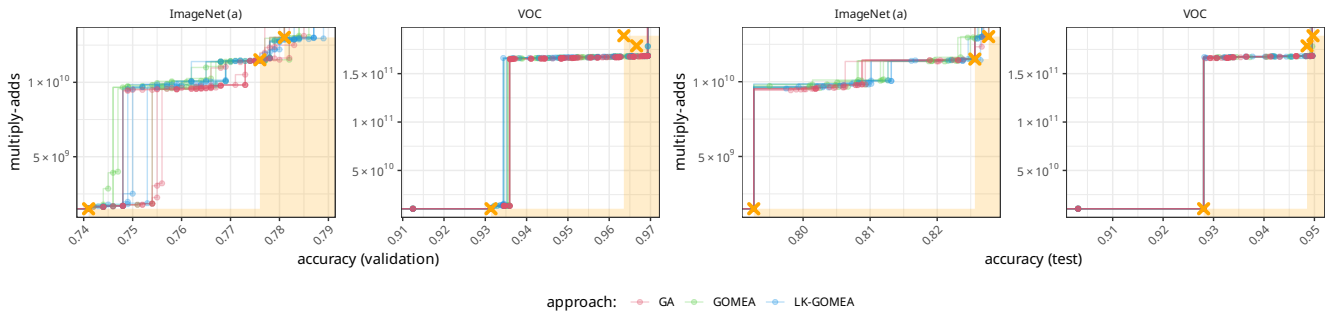 ImageNet (a)
VOC
ImageNet (a)
VOC
multiply-adds
1 × 10¹⁰
5 × 10⁹
0.74
0.75
0.76
0.77
0.78
0.79
1.5 × 10¹¹
1 × 10¹¹
5 × 10¹⁰
0.91
0.92
0.93
0.94
0.95
0.96
0.97
accuracy (validation)
multiply-adds
1 × 10¹⁰
5 × 10⁹
0.80
0.81
0.82
1.5 × 10¹¹
1 × 10¹¹
5 × 10¹⁰
0.91
0.92
0.93
0.94
0.95
accuracy (test)
approach: GA GOMEA LK-GOMEA